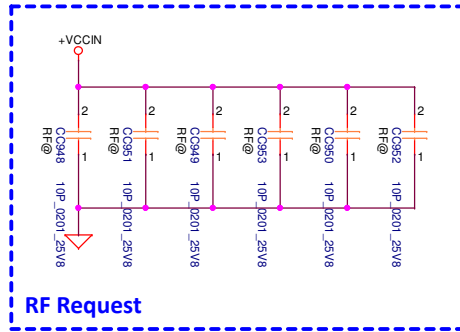 +VCCIN
2
1
CC948
RF@
10P_0201_25V8
2
1
CC951
RF@
10P_0201_25V8
2
1
CC949
RF@
10P_0201_25V8
2
1
CC953
RF@
10P_0201_25V8
2
1
CC950
RF@
10P_0201_25V8
2
1
CC952
RF@
10P_0201_25V8
RF Request